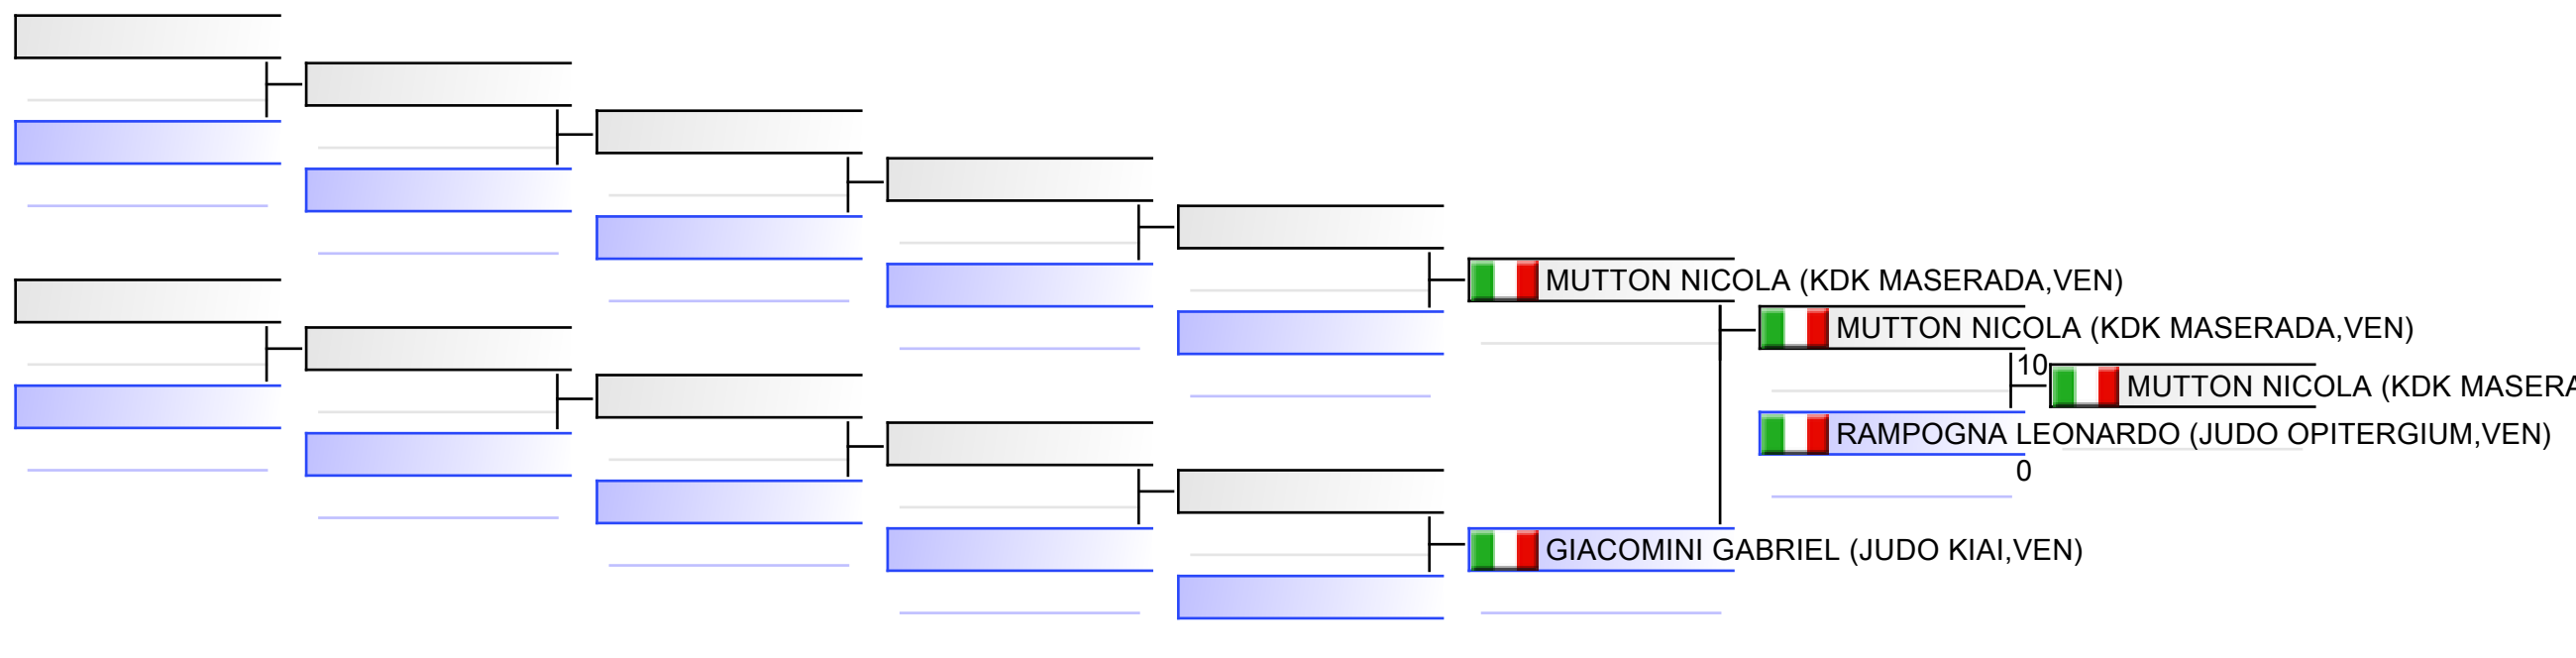 MUTTON NICOLA (KDK MASERADA,VEN)
MUTTON NICOLA (KDK MASERADA,VEN)
10
MUTTON NICOLA (KDK MASERA
RAMPOGNA LEONARDO (JUDO OPITERGIUM,VEN)
0
GIACOMINI GABRIEL (JUDO KIAI,VEN)